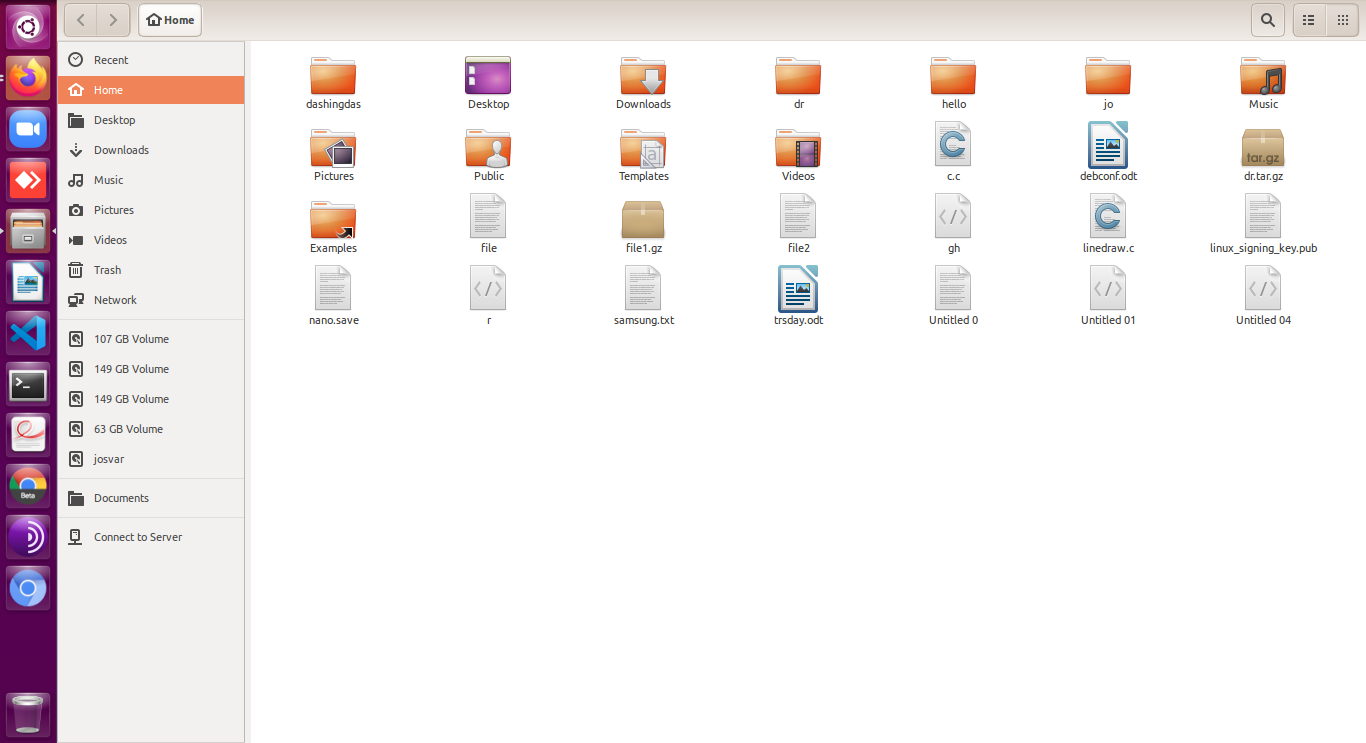 Home
Recent
Home
Desktop
Downloads
Music
Pictures
Videos
Trash
Network
107 GB Volume
149 GB Volume
149 GB Volume
63 GB Volume
josvar
Documents
Connect to Server
Beta
dashingdas
Desktop
Downloads
dr
hello
jo
Music
Pictures
Public
Templates
Videos
c.c
debconf.odt
tar.gz
dr.tar.gz
Examples
file
file1.gz
file2
gh
linedraw.c
linux_signing_key.pub
nano.save
r
samsung.txt
trsday.odt
Untitled 0
Untitled 01
Untitled 04